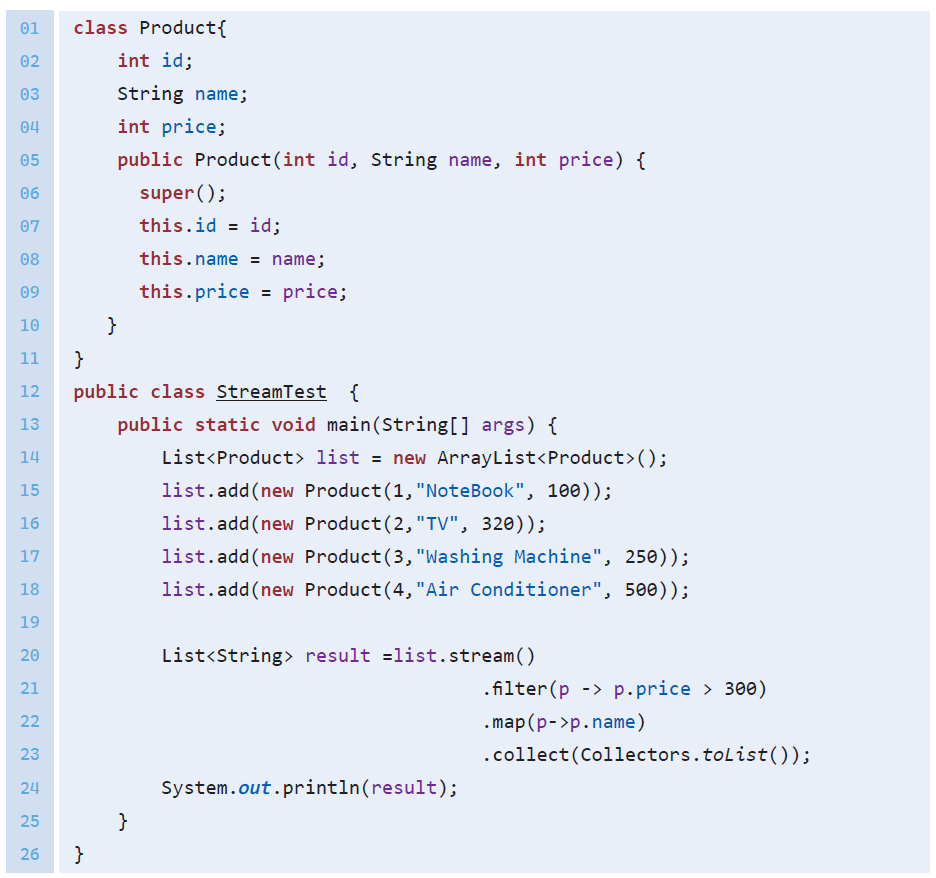 01 class Product{
02     int id;
03     String name;
04     int price;
05     public Product(int id, String name, int price) {
06       super();
07       this.id = id;
08       this.name = name;
09       this.price = price;
10    }
11 }
12 public class StreamTest  {
13     public static void main(String[] args) {
14         List<Product> list = new ArrayList<Product>();
15         list.add(new Product(1,"NoteBook", 100));
16         list.add(new Product(2,"TV", 320));
17         list.add(new Product(3,"Washing Machine", 250));
18         list.add(new Product(4,"Air Conditioner", 500));
19
20         List<String> result =list.stream()
21                                      .filter(p -> p.price > 300)
22                                      .map(p->p.name)
23                                      .collect(Collectors.toList());
24         System.out.println(result);
25     }
26 }